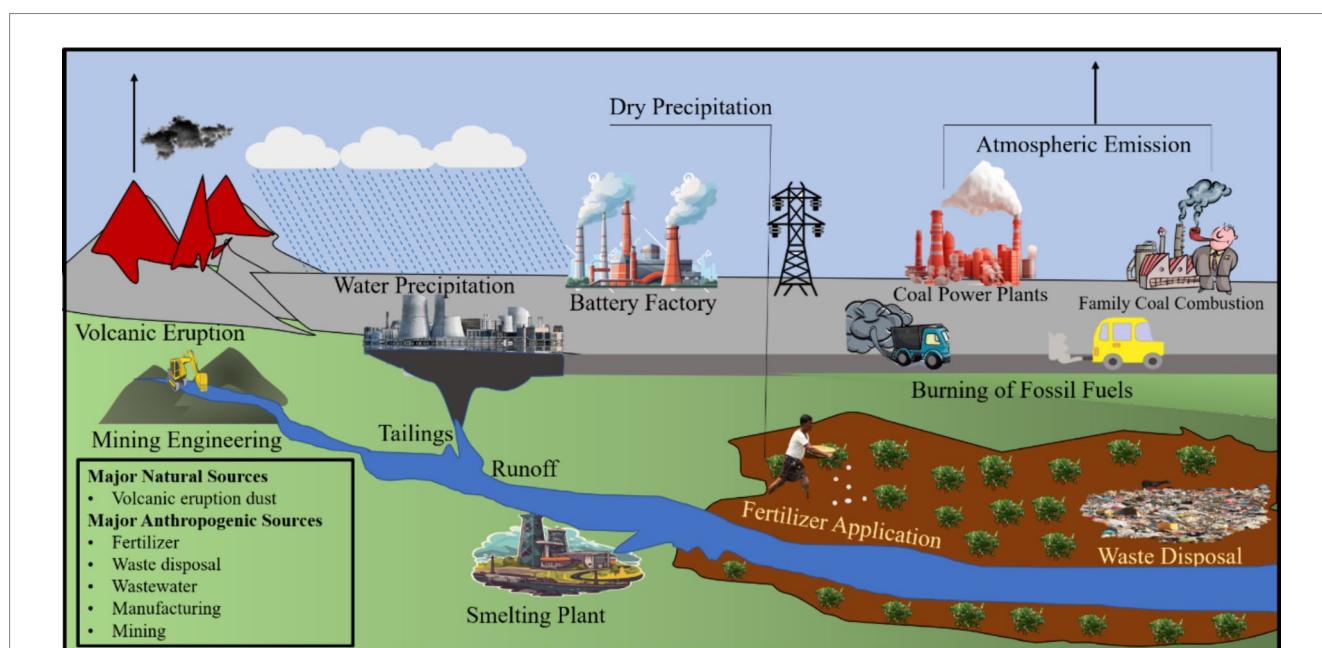 Dry Precipitation
Atmospheric Emission
Water Precipitation
Battery Factory
Coal Power Plants
Family Coal Combustion
Volcanic Eruption
Burning of Fossil Fuels
Mining Engineering
Tailings
Runoff
Major Natural Sources
• Volcanic eruption dust
Major Anthropogenic Sources
• Fertilizer
• Waste disposal
• Wastewater
• Manufacturing
• Mining
Fertilizer Application
Waste Disposal
Smelting Plant